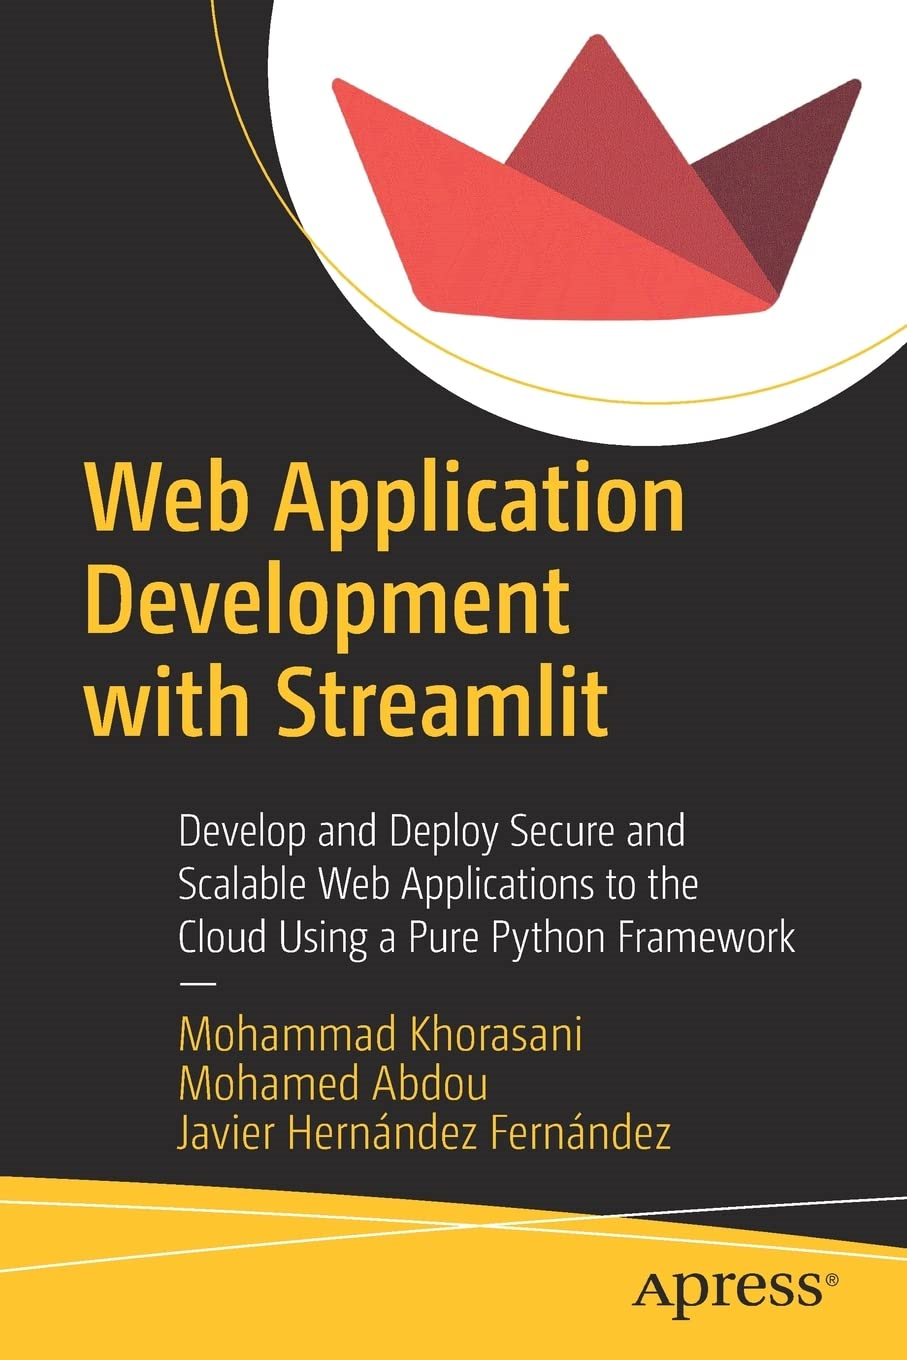 Web Application
Development
with Streamlit
Develop and Deploy Secure and
Scalable Web Applications to the
Cloud Using a Pure Python Framework
—
Mohammad Khorasani
Mohamed Abdou
Javier Hernández Fernández
Apress®